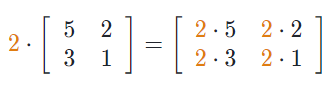 2 · [ 5 2 ] = [ 2 · 5 2 · 2 ]
[ 3 1 ] [ 2 · 3 2 · 1 ]